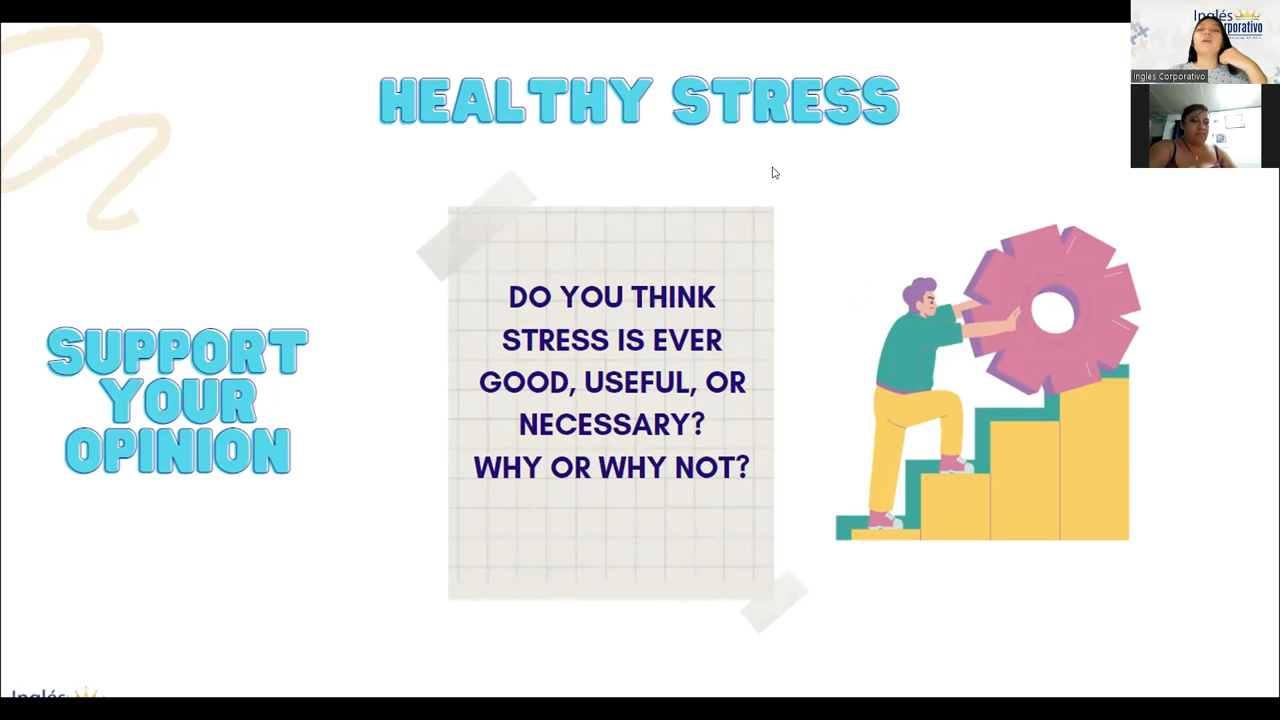 HEALTHY STRESS
SUPPORT
YOUR
OPINION
DO YOU THINK
STRESS IS EVER
GOOD, USEFUL, OR
NECESSARY?
WHY OR WHY NOT?
Inglés
Ingles Corporativo
Inglés